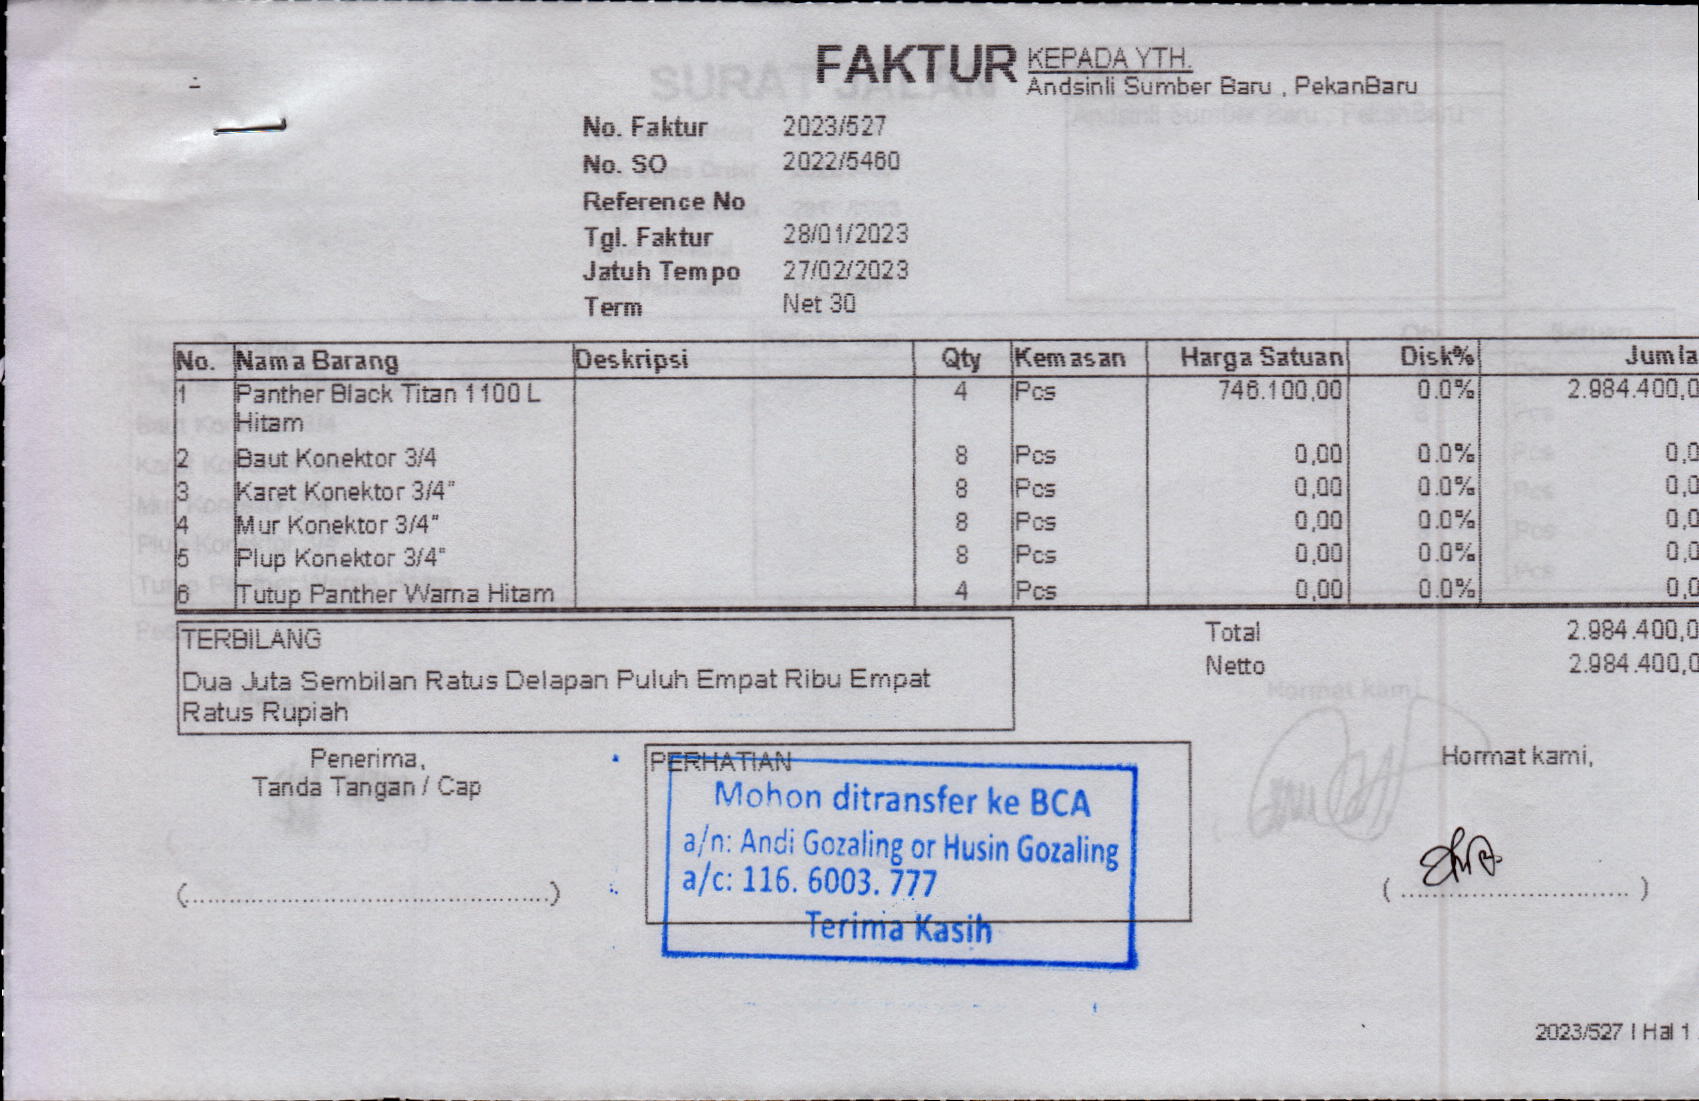 FAKTUR
KEPADA YTH.
Andsinli Sumber Baru , PekanBaru
No. Faktur 2023/527
No. SO 2022/5460
Reference No
Tgl. Faktur 28/01/2023
Jatuh Tempo 27/02/2023
Term Net 30
No. Nama Barang Deskripsi Qty Kemasan Harga Satuan Disk% Jumla
1 Panther Black Titan 1100 L 4 Pcs 746.100,00 0.0% 2.984.400,0
Hitam
2 Baut Konektor 3/4 8 Pcs 0,00 0.0% 0,0
3 Karet Konektor 3/4" 8 Pcs 0,00 0.0% 0,0
4 Mur Konektor 3/4" 8 Pcs 0,00 0.0% 0,0
5 Plup Konektor 3/4" 8 Pcs 0,00 0.0% 0,0
6 Tutup Panther Warna Hitam 4 Pcs 0,00 0.0% 0,0
TERBILANG
Dua Juta Sembilan Ratus Delapan Puluh Empat Ribu Empat
Ratus Rupiah
Total 2.984.400,0
Netto 2.984.400,0
Penerima,
Tanda Tangan / Cap
(..............................................)
PERHATIAN
Mohon ditransfer ke BCA
a/n: Andi Gozaling or Husin Gozaling
a/c: 116. 6003. 777
Terima Kasih
Hormat kami,
( ............................. )
2023/527 | Hal 1